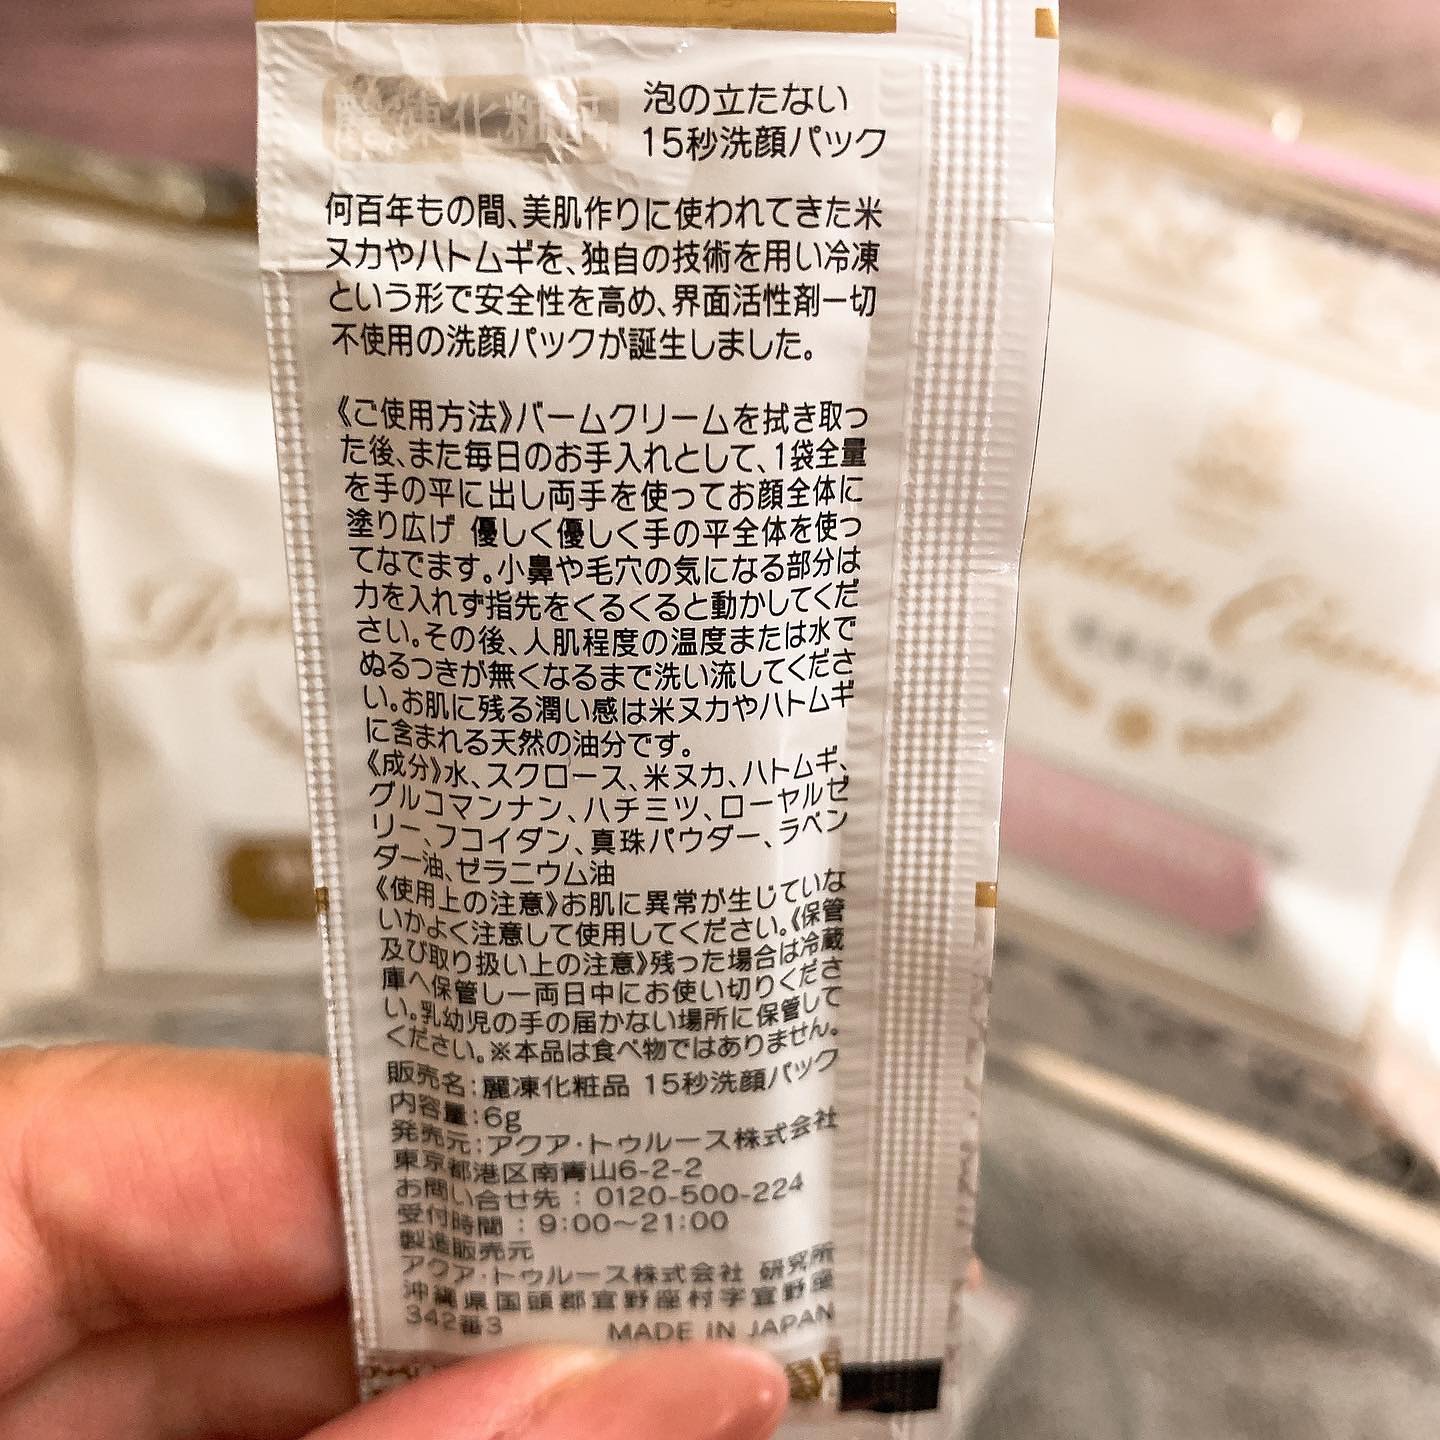 麗凍化粧品
泡の立たない
15秒洗顔パック
何百年もの間、美肌作りに使われてきた米
ヌカやハトムギを、独自の技術を用い冷凍
という形で安全性を高め、界面活性剤一切
不使用の洗顔パックが誕生しました。
《ご使用方法》バームクリームを拭き取っ
た後、また毎日のお手入れとして、1袋全量
を手の平に出し両手を使ってお顔全体に
塗り広げ 優しく優しく手の平全体を使っ
てなでます。小鼻や毛穴の気になる部分は
力を入れず指先をくるくると動かしてくだ
さい。その後、人肌程度の温度または水で
ぬるつきが無くなるまで洗い流してくださ
い。お肌に残る潤い感は米ヌカやハトムギ
に含まれる天然の油分です。
《成分》水、スクロース、米ヌカ、ハトムギ、
グルコマンナン、ハチミツ、ローヤルゼ
リー、フコイダン、真珠パウダー、ラベン
ダー油、ゼラニウム油
《使用上の注意》お肌に異常が生じていな
いかよく注意して使用してください。《保管
及び取り扱い上の注意》残った場合は冷蔵
庫へ保管し一両日中にお使い切りくださ
い。乳幼児の手の届かない場所に保管して
ください。※本品は食べ物ではありません。
販売名：麗凍化粧品 15秒洗顔パック
内容量：6g
発売元：アクア・トゥルース株式会社
東京都港区南青山6-2-2
お問い合せ先：0120-500-224
受付時間：9:00～21:00
製造販売元
アクア・トゥルース株式会社 研究所
沖縄県国頭郡宜野座村字宜野座
342番3 MADE IN JAPAN